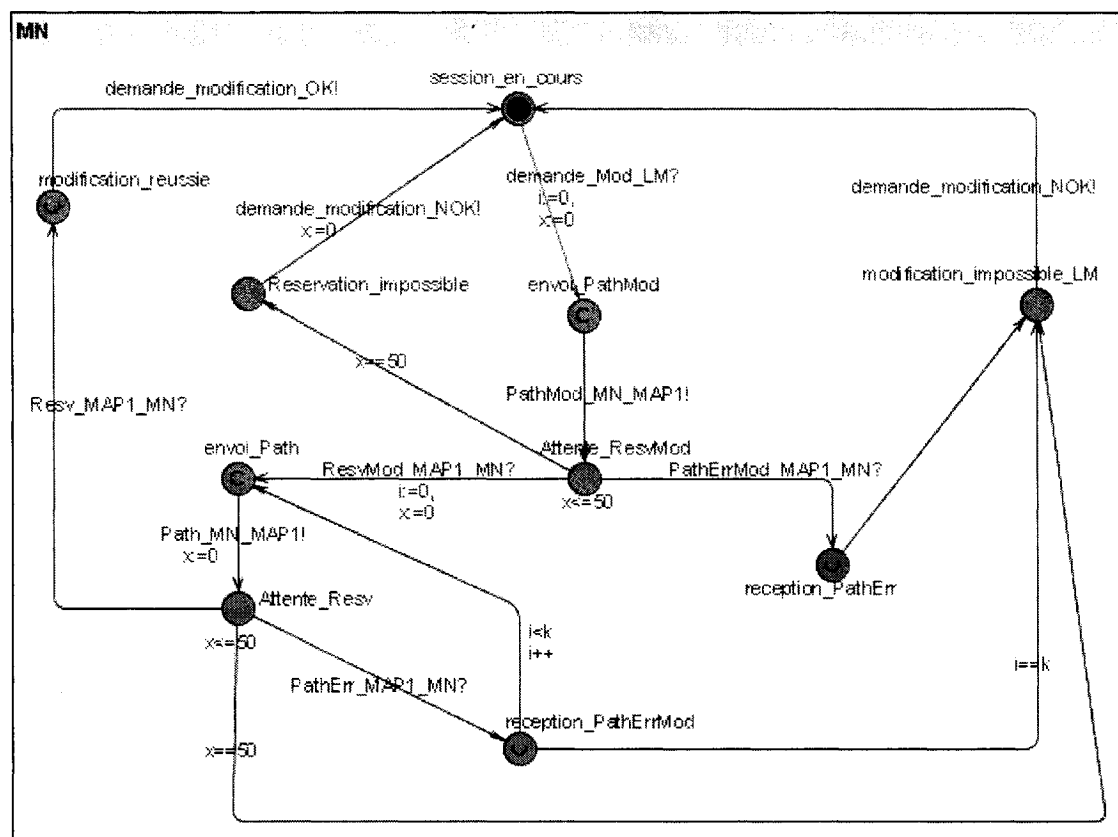 MN
session_en_cours
demande_modification_OK!
modification_reussie
demande_Mod_LM?
i:=0,
x:=0
demande_modification_NOK!
x:=0
demande_modification_NOK!
Reservation_impossible
envoi_PathMod
modification_impossible_LM
C
x==50
PathMod_MN_MAP1!
Resv_MAP1_MN?
envoi_Path
Attente_ResvMod
C
ResvMod_MAP1_MN?
i:=0,
x:=0
PathErrMod_MAP1_MN?
x<=50
Path_MN_MAP1!
x:=0
reception_PathErr
Attente_Resv
x<=50
i<k
i++
i==k
PathErr_MAP1_MN?
reception_PathErrMod
x==50